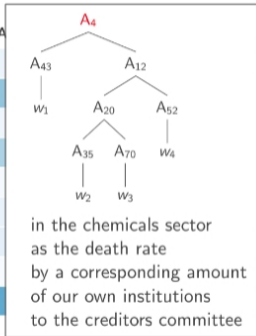 A4
A43 A12
w1 A20 A52
A35 A70 w4
w2 w3
in the chemicals sector
as the death rate
by a corresponding amount
of our own institutions
to the creditors committee